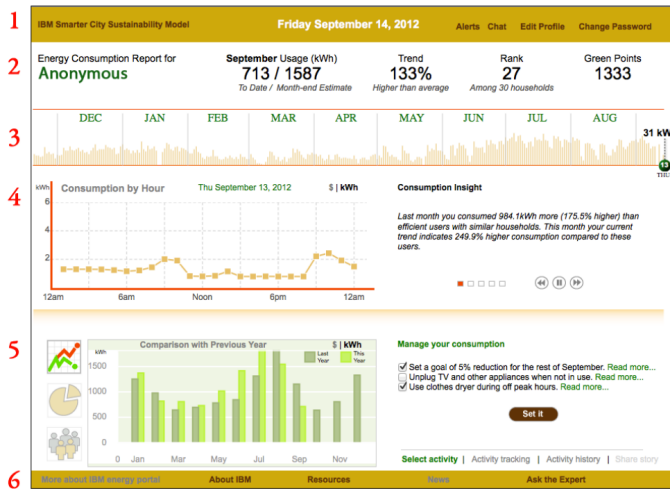 1
IBM Smarter City Sustainability Model
Friday September 14, 2012
Alerts Chat Edit Profile Change Password
2
Energy Consumption Report for
Anonymous
September Usage (kWh)
713 / 1587
To Date / Month-end Estimate
Trend
133%
Higher than average
Rank
27
Among 30 households
Green Points
1333
3
DEC JAN FEB MAR APR MAY JUN JUL AUG
31 kW
13
THU
4
kWh
Consumption by Hour
Thu September 13, 2012
$ | kWh
6
4
2
12am 6am Noon 6pm 12am
Consumption Insight
Last month you consumed 984.1kWh more (175.5% higher) than
efficient users with similar households. This month your current
trend indicates 249.9% higher consumption compared to these
users.
5
Comparison with Previous Year
$ | kWh
kWh
Last Year
This Year
1500
1000
500
0 Jan Mar May Jul Sep Nov
Manage your consumption
Set a goal of 5% reduction for the rest of September. Read more...
Unplug TV and other appliances when not in use. Read more...
Use clothes dryer during off peak hours. Read more...
Set it
Select activity | Activity tracking | Activity history | Share story
6
More about IBM energy portal About IBM Resources News Ask the Expert